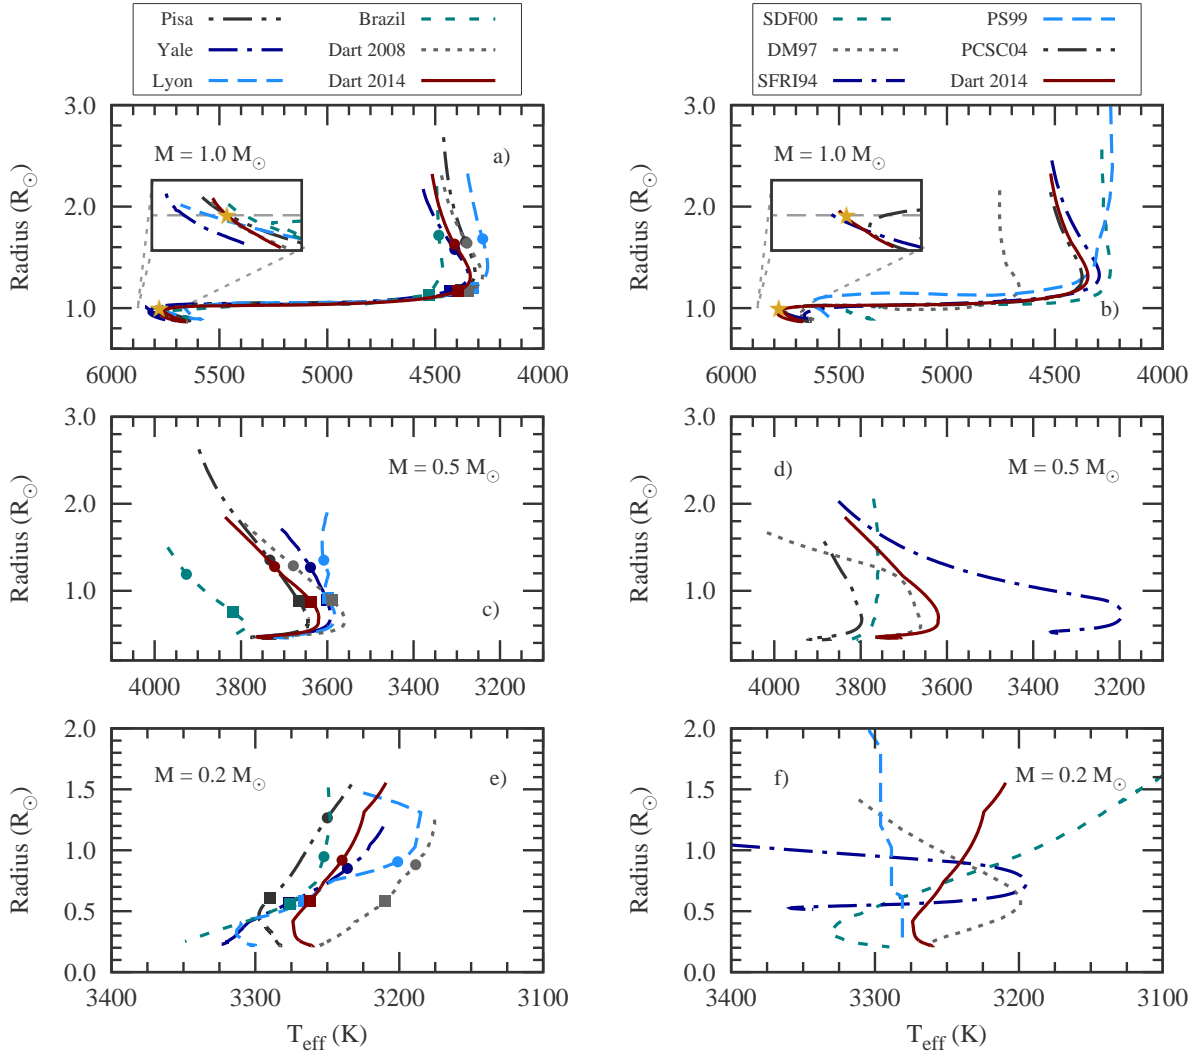 Pisa Brazil
Yale Dart 2008
Lyon Dart 2014
SDF00 PS99
DM97 PCSC04
SFRI94 Dart 2014
3.0
2.0
1.0
Radius (R☉)
M = 1.0 M☉
a)
6000 5500 5000 4500 4000
3.0
2.0
1.0
Radius (R☉)
M = 1.0 M☉
b)
6000 5500 5000 4500 4000
3.0
2.0
1.0
Radius (R☉)
M = 0.5 M☉
c)
4000 3800 3600 3400 3200
3.0
2.0
1.0
Radius (R☉)
d)
M = 0.5 M☉
4000 3800 3600 3400 3200
2.0
1.5
1.0
0.5
0.0
Radius (R☉)
M = 0.2 M☉
e)
3400 3300 3200 3100
Teff (K)
2.0
1.5
1.0
0.5
0.0
Radius (R☉)
f)
M = 0.2 M☉
3400 3300 3200 3100
Teff (K)